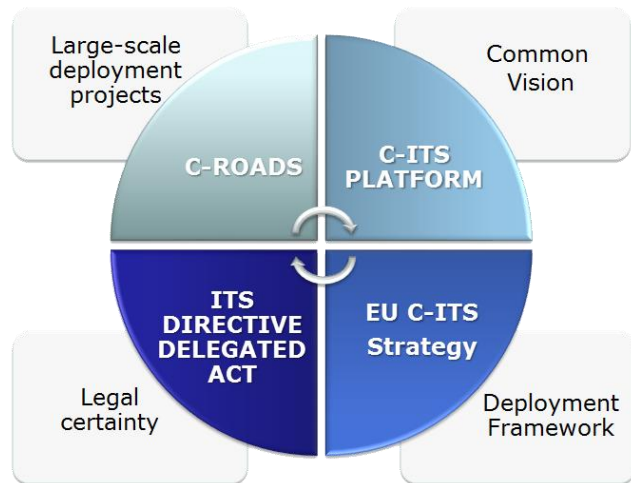 Large-scale
deployment
projects
Common
Vision
C-ROADS
C-ITS
PLATFORM
ITS
DIRECTIVE
DELEGATED
ACT
EU C-ITS
Strategy
Legal
certainty
Deployment
Framework